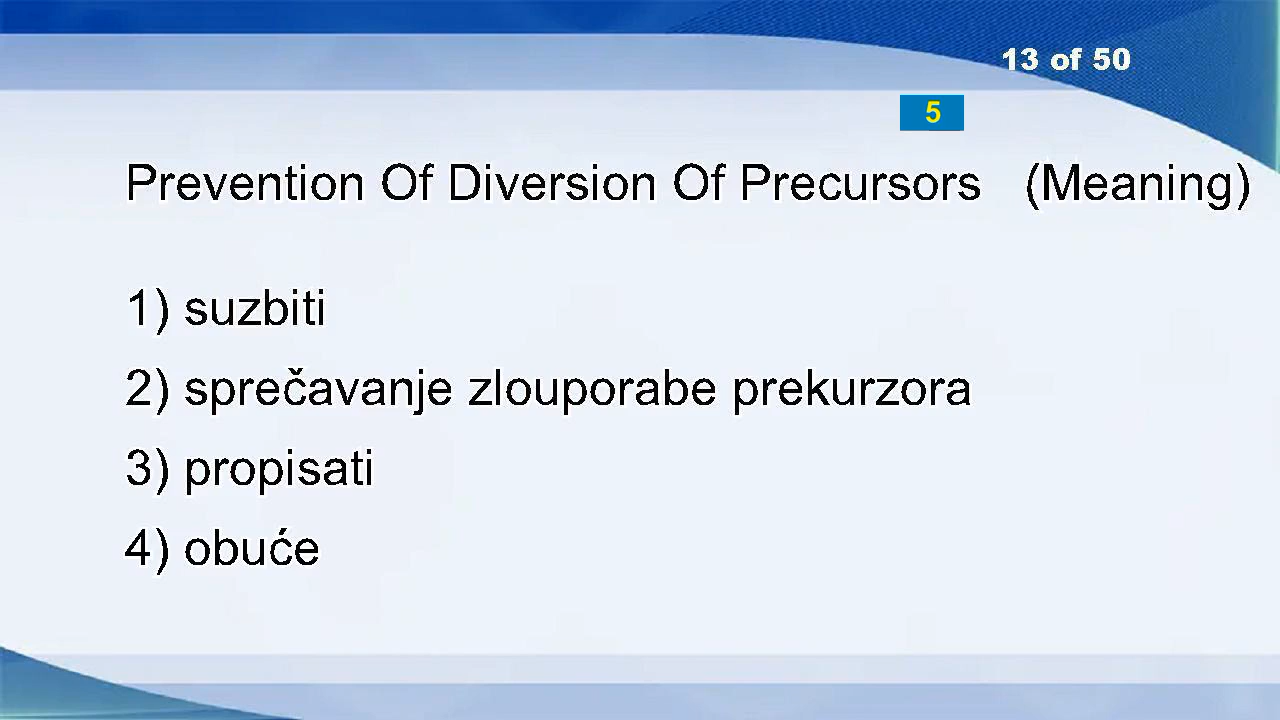 13 of 50
5
Prevention Of Diversion Of Precursors (Meaning)
1) suzbiti
2) sprečavanje zlouporabe prekurzora
3) propisati
4) obuće